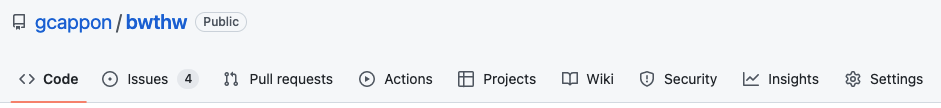 gcappon / bwthw Public
Code Issues 4 Pull requests Actions Projects Wiki Security Insights Settings